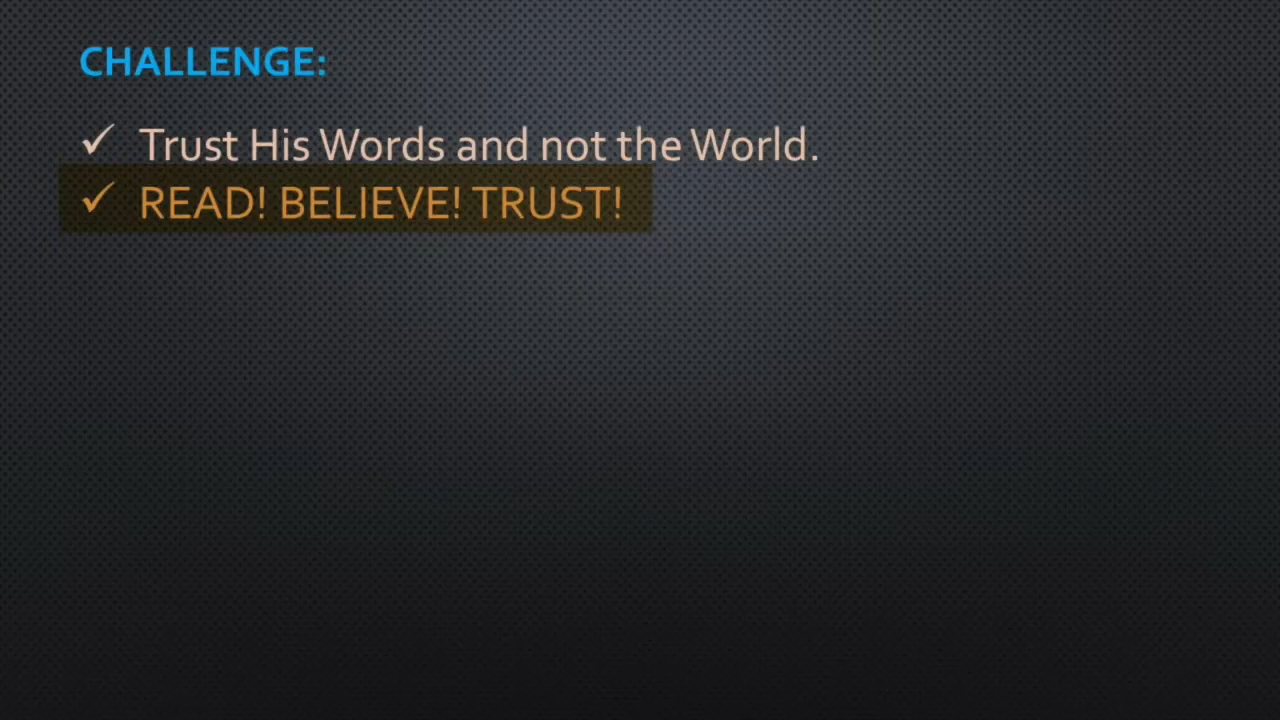 CHALLENGE:
✓ Trust His Words and not the World.
✓ READ! BELIEVE! TRUST!